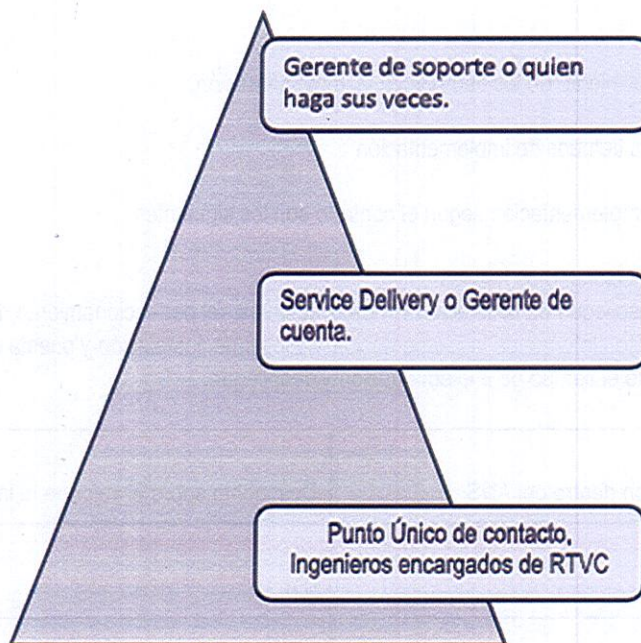 Gerente de soporte o quien
haga sus veces.
Service Delivery o Gerente de
cuenta.
Punto Único de contacto,
Ingenieros encargados de RTVC